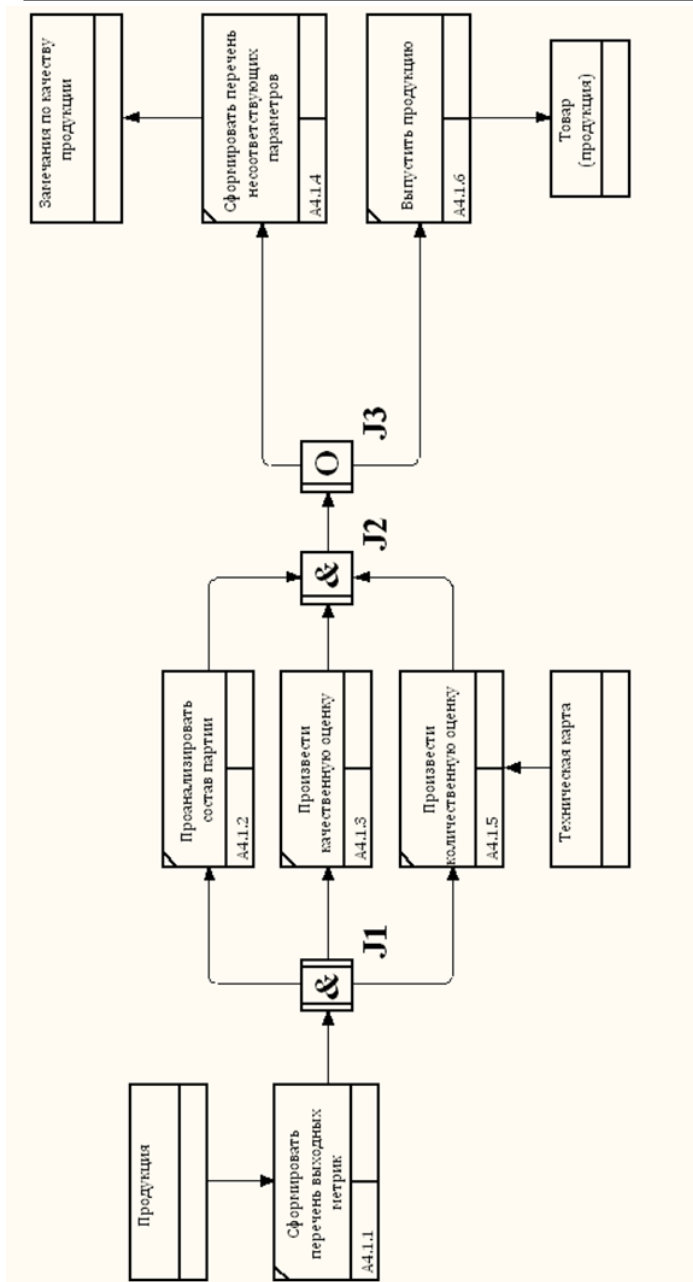 Продукция
Сформировать
перечень выходных
метрик
A4.1.1
&
J1
Проанализировать
состав партии
A4.1.2
Произвести
качественную оценку
A4.1.3
Произвести
количественную оценку
A4.1.5
Техническая карта
&
J2
O
J3
Замечания по качеству
продукции
Сформировать перечень
несоответствующих
параметров
A4.1.4
Выпустить продукцию
A4.1.6
Товар
(продукция)